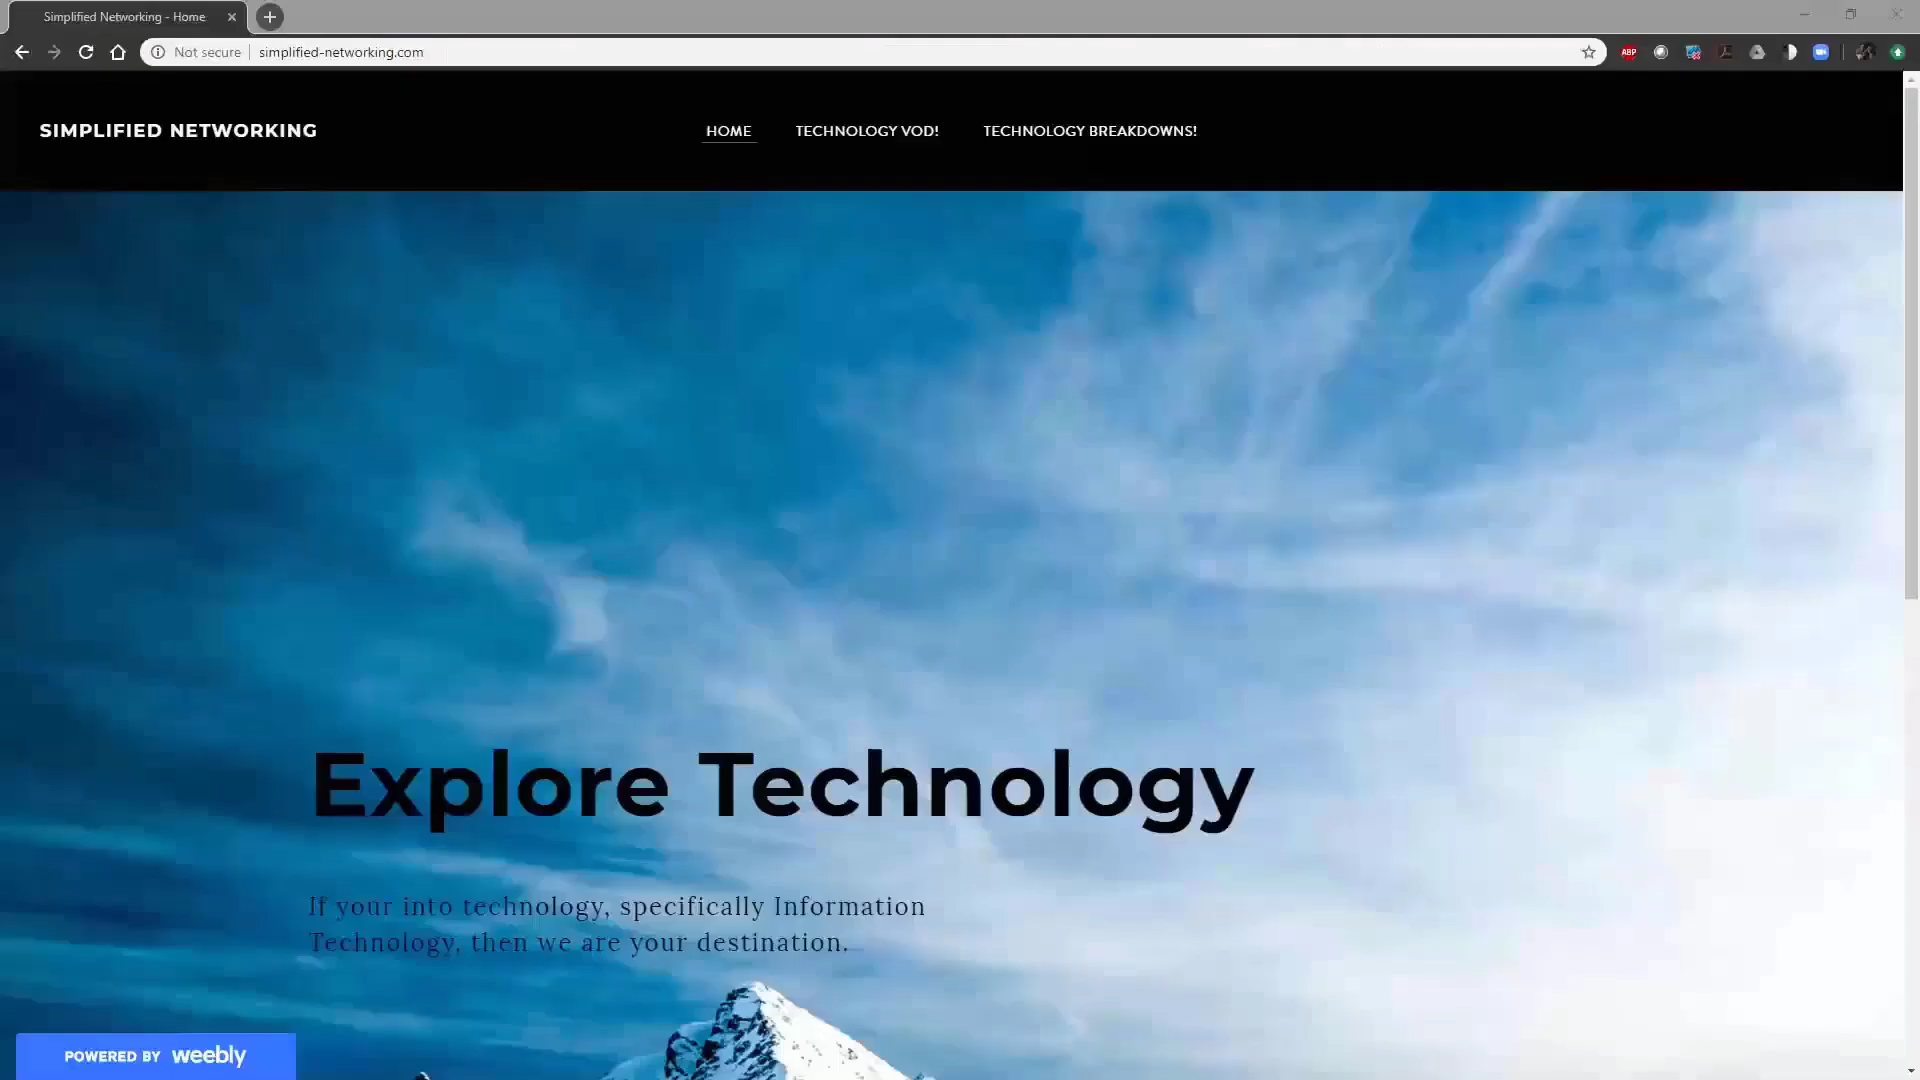 Simplified Networking - Home
Not secure
simplified-networking.com
ABP
SIMPLIFIED NETWORKING
HOME
TECHNOLOGY VOD!
TECHNOLOGY BREAKDOWNS!
Explore Technology
If your into technology, specifically Information
Technology, then we are your destination.
POWERED BY weebly